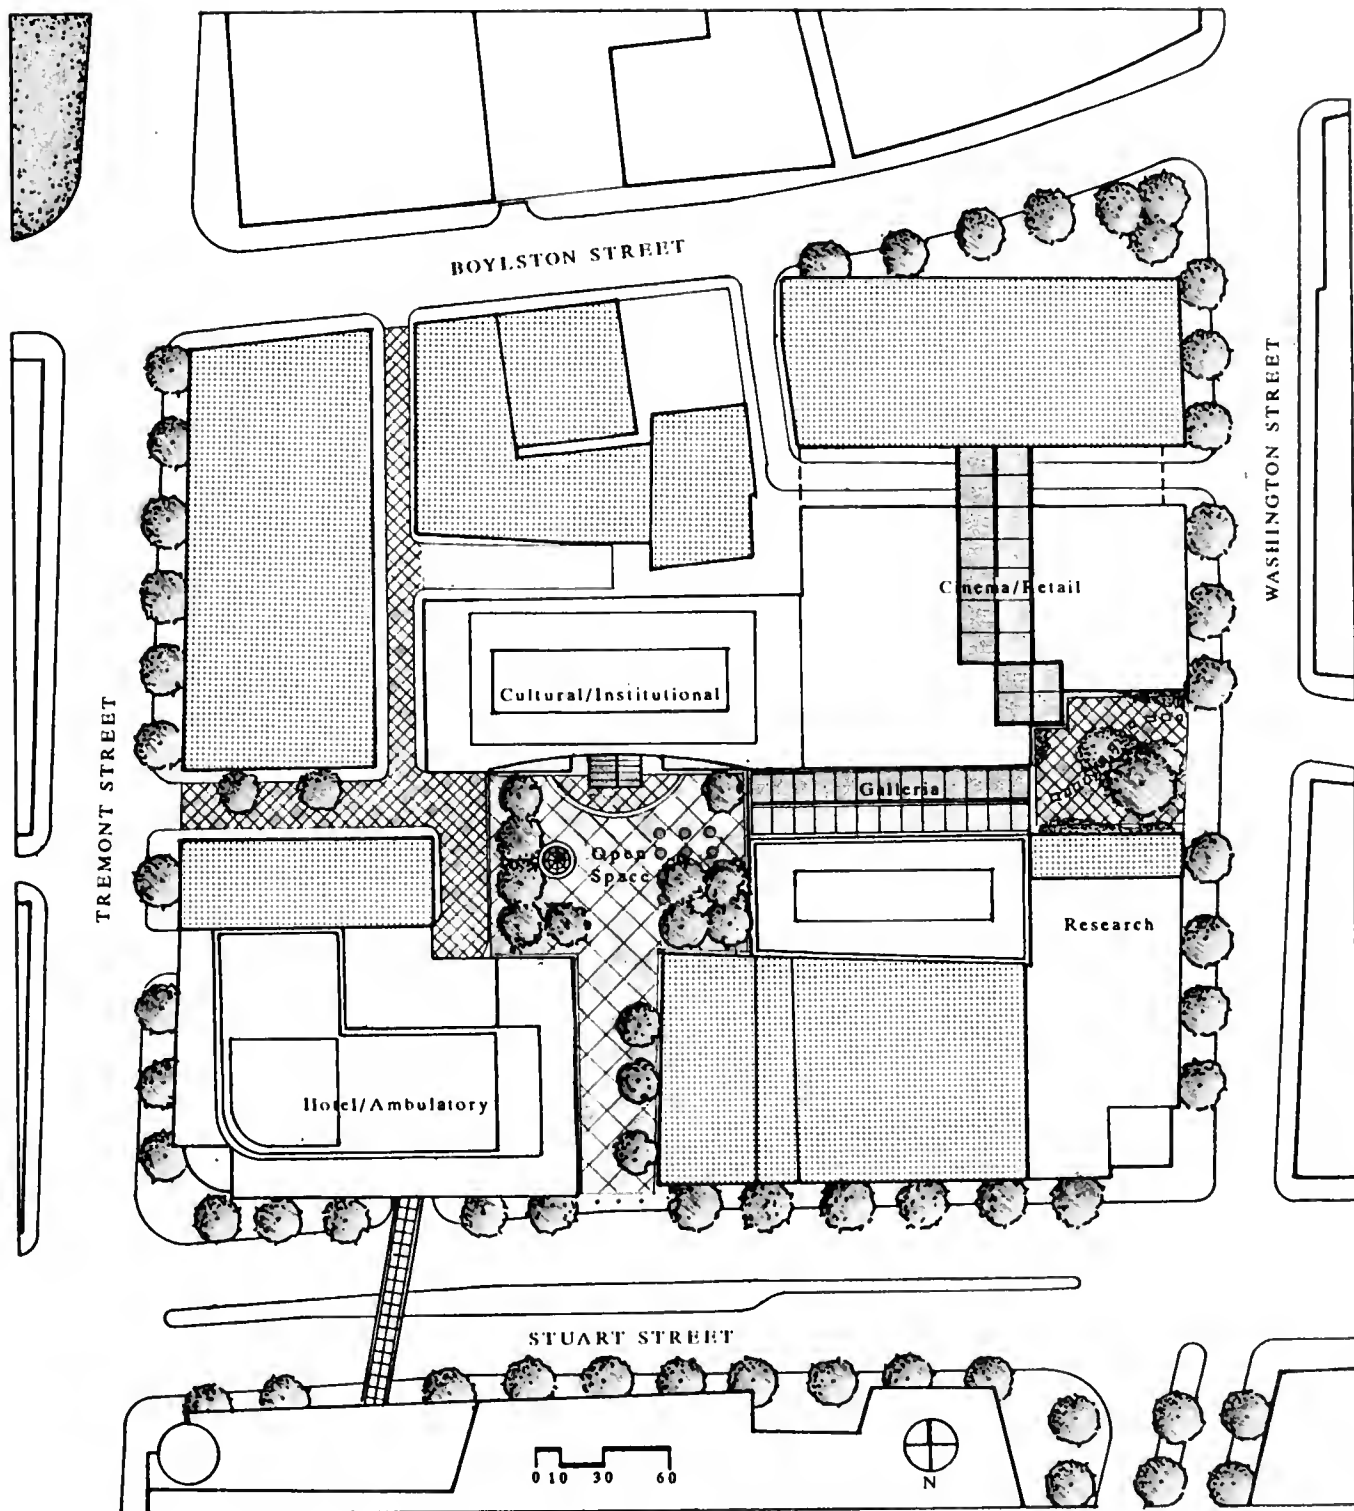 BOYLSTON STREET
WASHINGTON STREET
Cinema/Retail
Cultural/Institutional
TREMONT STREET
Galleria
Open
Space
Research
Hotel/Ambulatory
STUART STREET
0 10 30 60
N